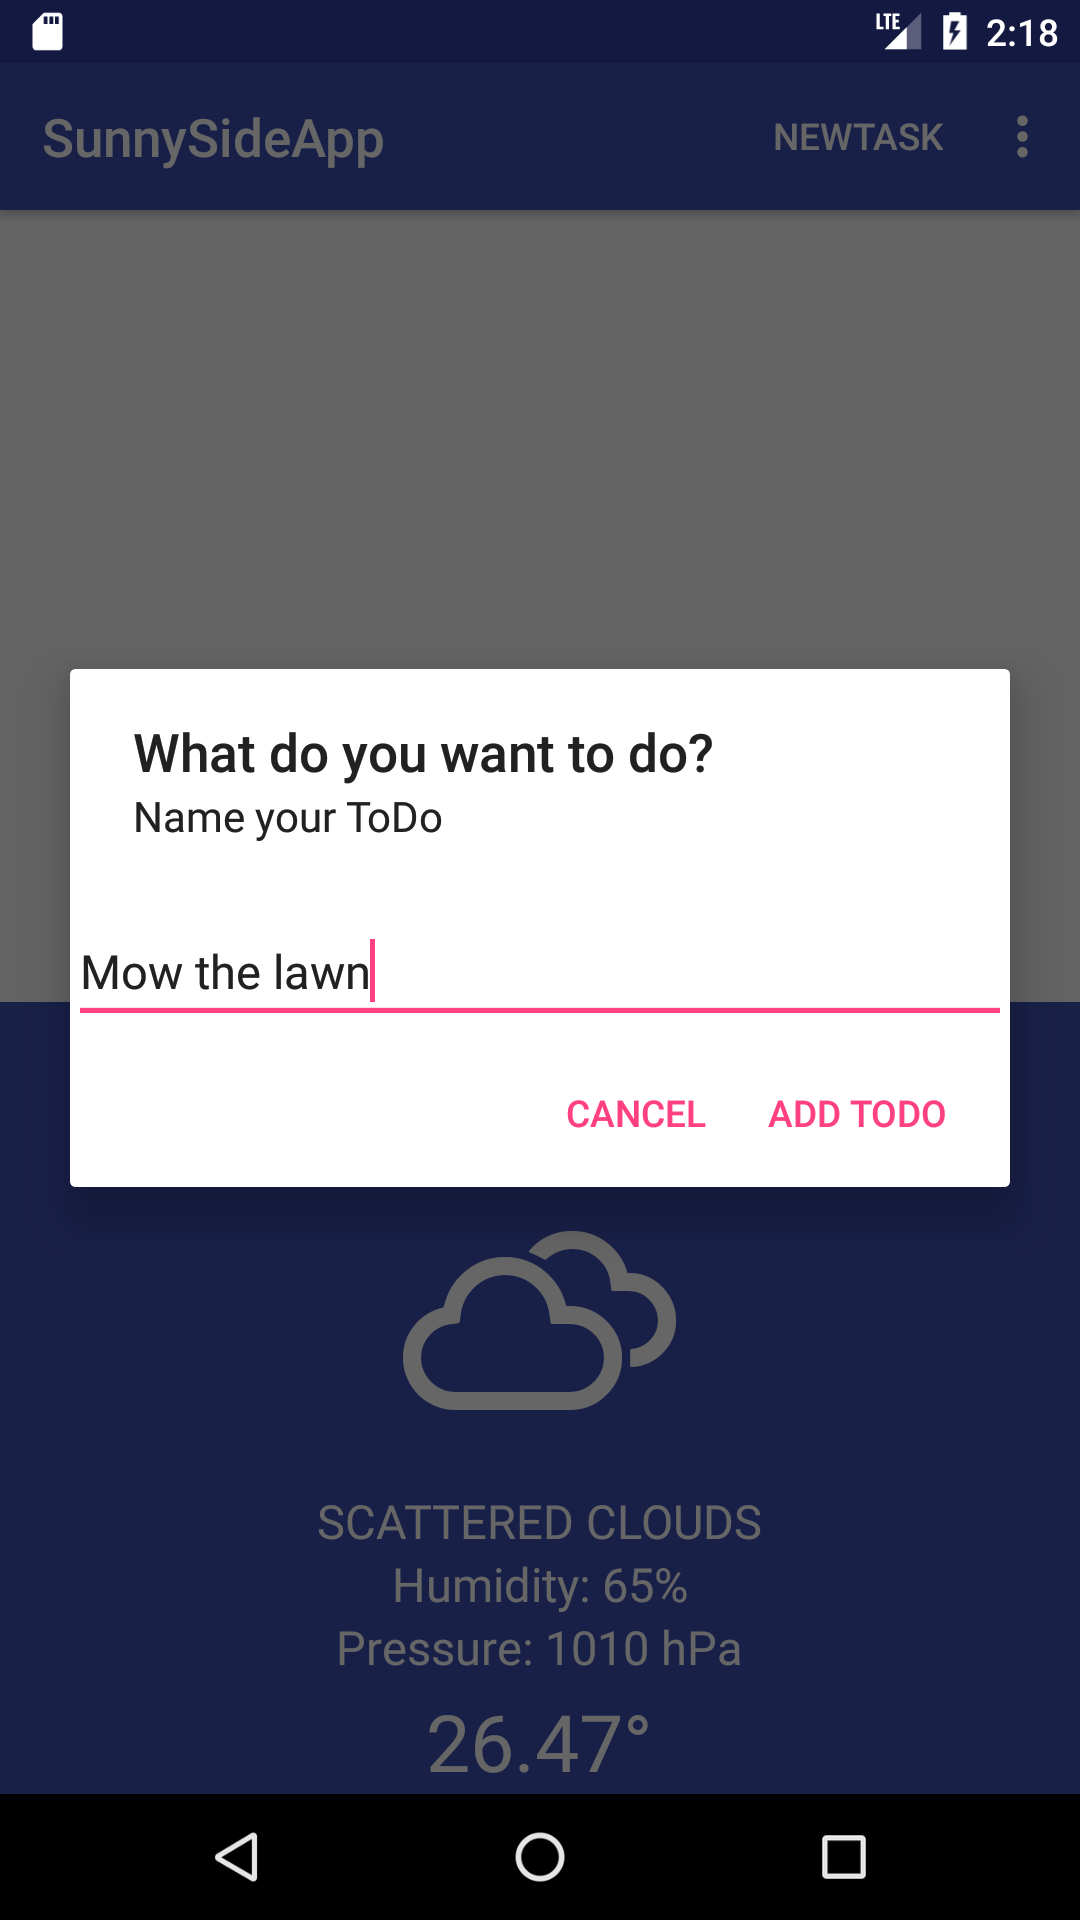 LTE 2:18
SunnySideApp NEWTASK
What do you want to do?
Name your ToDo
Mow the lawn
CANCEL ADD TODO
SCATTERED CLOUDS
Humidity: 65%
Pressure: 1010 hPa
26.47°